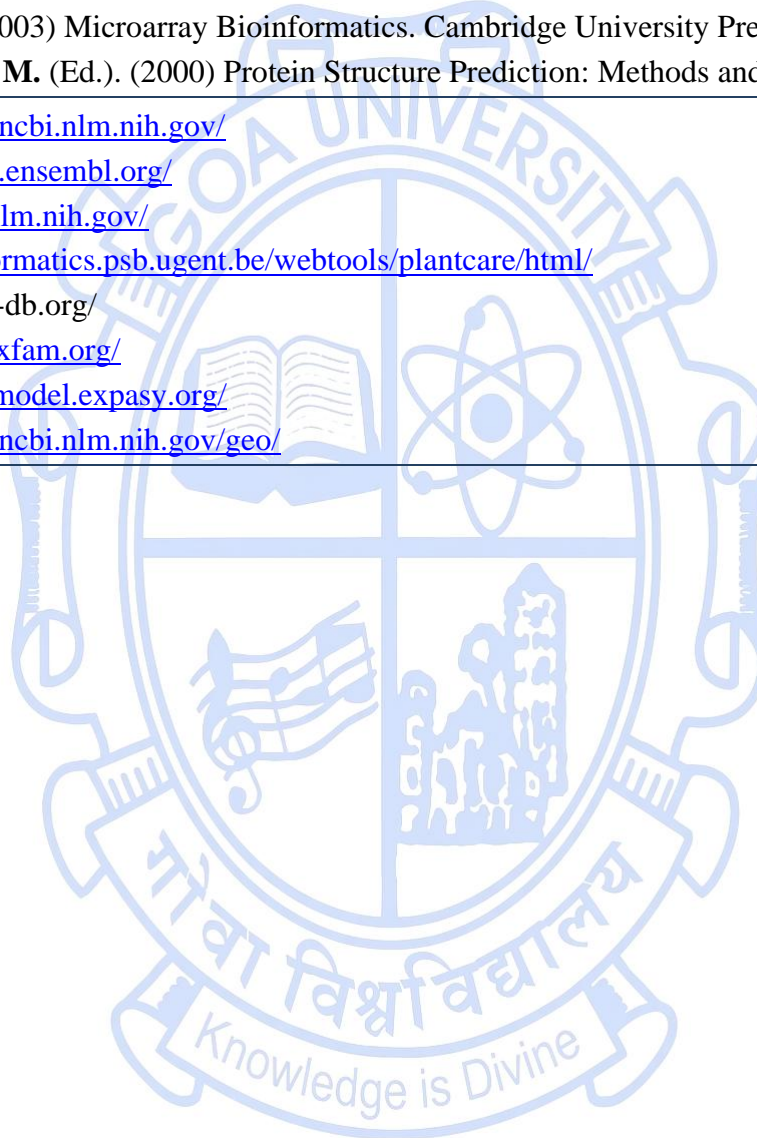 003) Microarray Bioinformatics. Cambridge University Pre
M. (Ed.). (2000) Protein Structure Prediction: Methods and
ncbi.nlm.nih.gov/
.ensembl.org/
lm.nih.gov/
ormatics.psb.ugent.be/webtools/plantcare/html/
-db.org/
xfam.org/
model.expasy.org/
ncbi.nlm.nih.gov/geo/
GOA UNIVERSITY
गोंवा विश्वविद्यालय
Knowledge is Divine